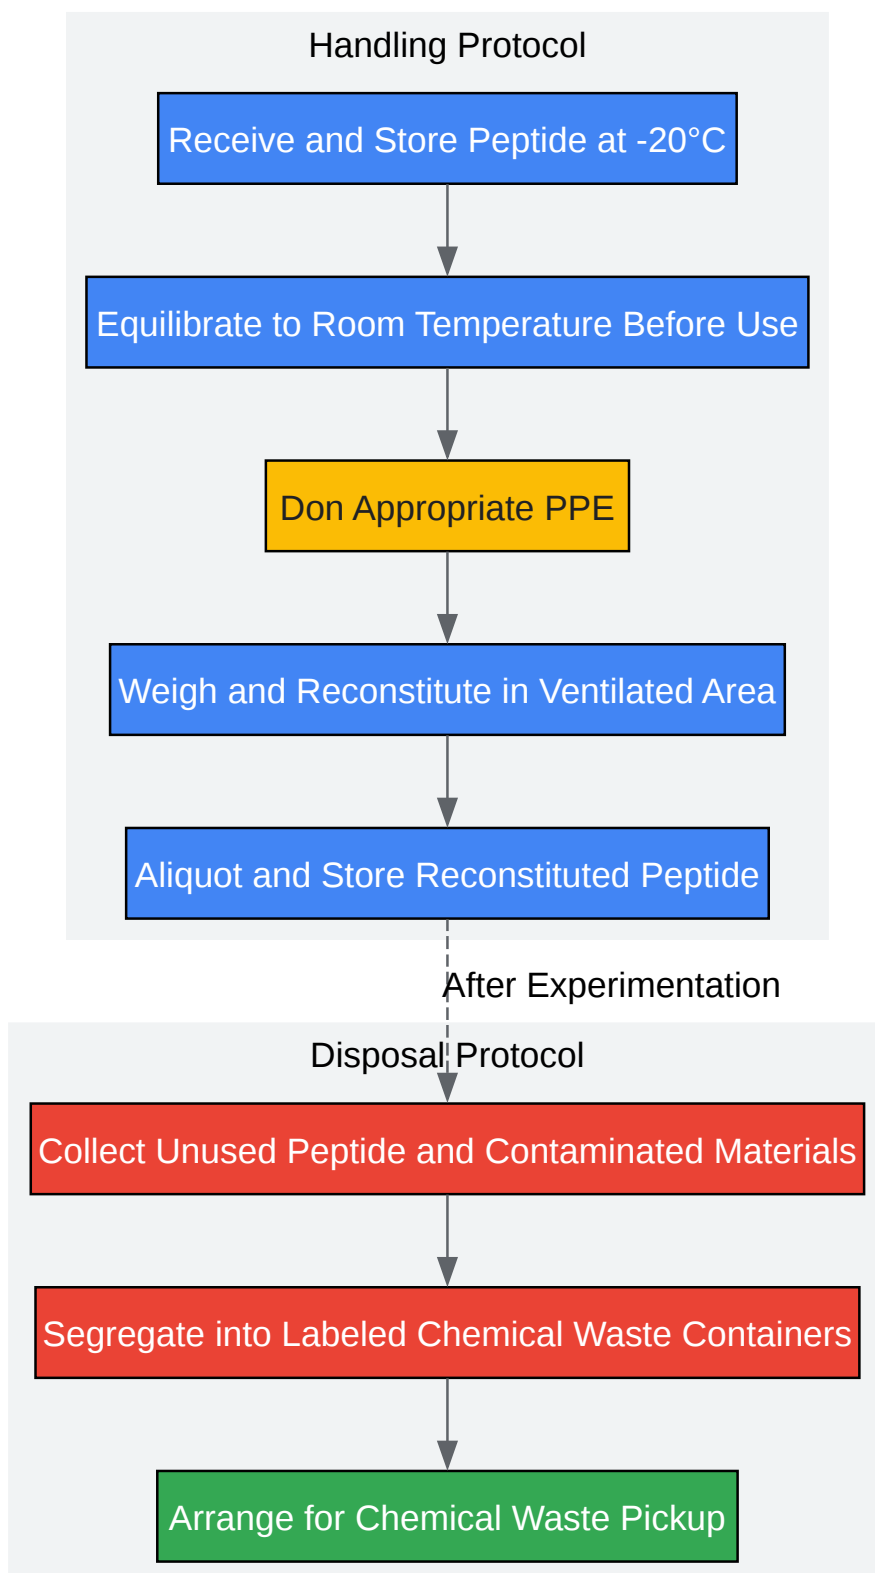 Handling Protocol
Receive and Store Peptide at -20°C
Equilibrate to Room Temperature Before Use
Don Appropriate PPE
Weigh and Reconstitute in Ventilated Area
Aliquot and Store Reconstituted Peptide
After Experimentation
Disposal Protocol
Collect Unused Peptide and Contaminated Materials
Segregate into Labeled Chemical Waste Containers
Arrange for Chemical Waste Pickup